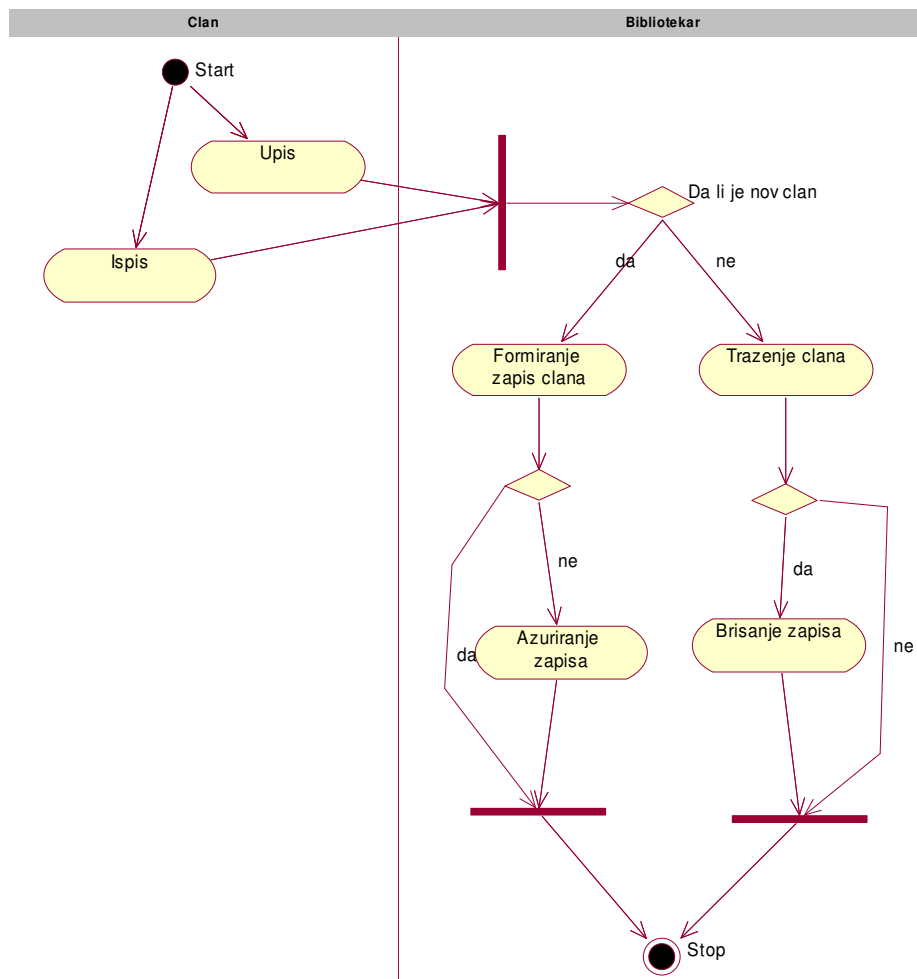 Clan
Bibliotekar
Start
Upis
Da li je nov clan
Ispis
da
ne
Formiranje
zapis clana
Trazenje clana
ne
da
Azuriranje
zapisa
Brisanje zapisa
da
ne
Stop